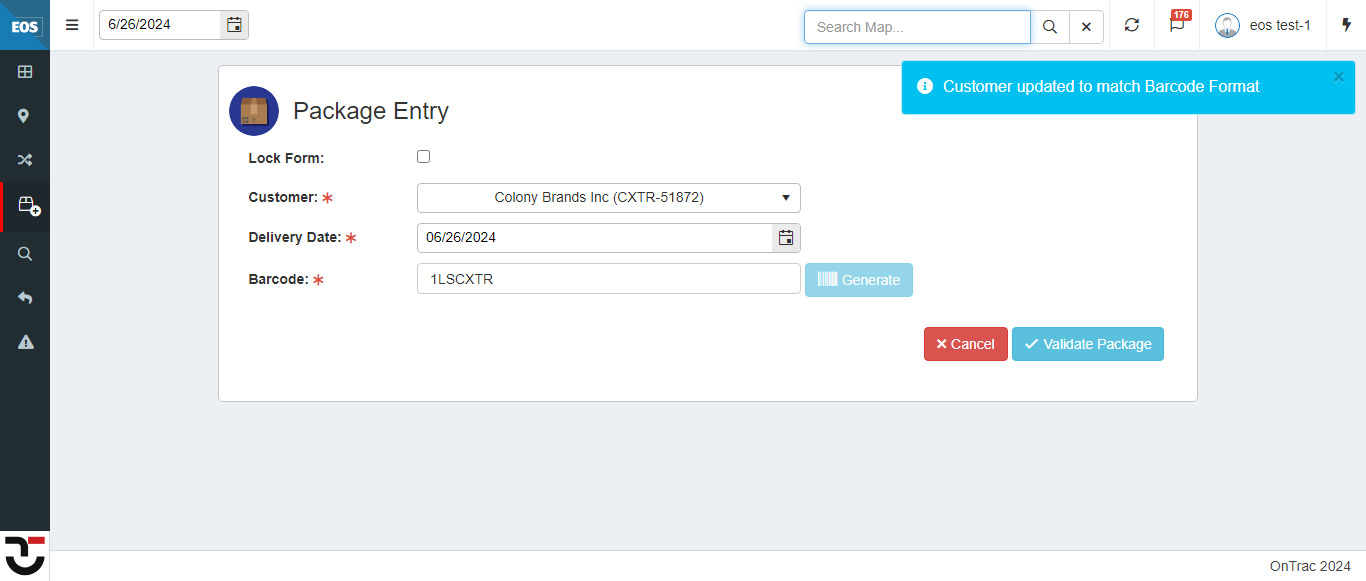 EOS
6/26/2024
Search Map...
176
eos test-1
Customer updated to match Barcode Format
Package Entry
Lock Form:
Customer: *
Colony Brands Inc (CXTR-51872)
Delivery Date: *
06/26/2024
Barcode: *
1LSCXTR
Generate
Cancel
Validate Package
OnTrac 2024